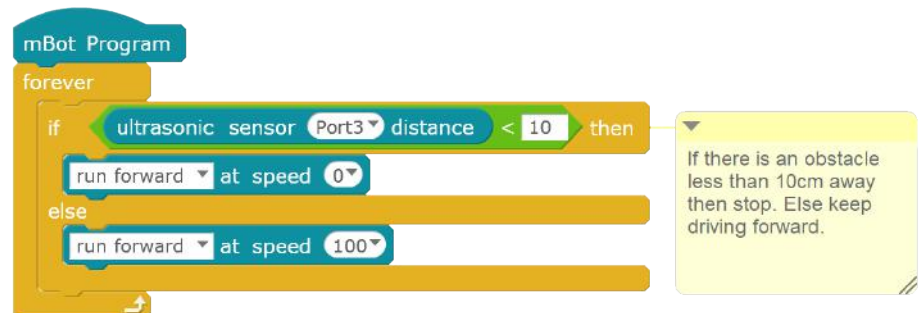 mBot Program
forever
if ultrasonic sensor Port3 distance < 10 then
run forward at speed 0
else
run forward at speed 100
If there is an obstacle
less than 10cm away
then stop. Else keep
driving forward.